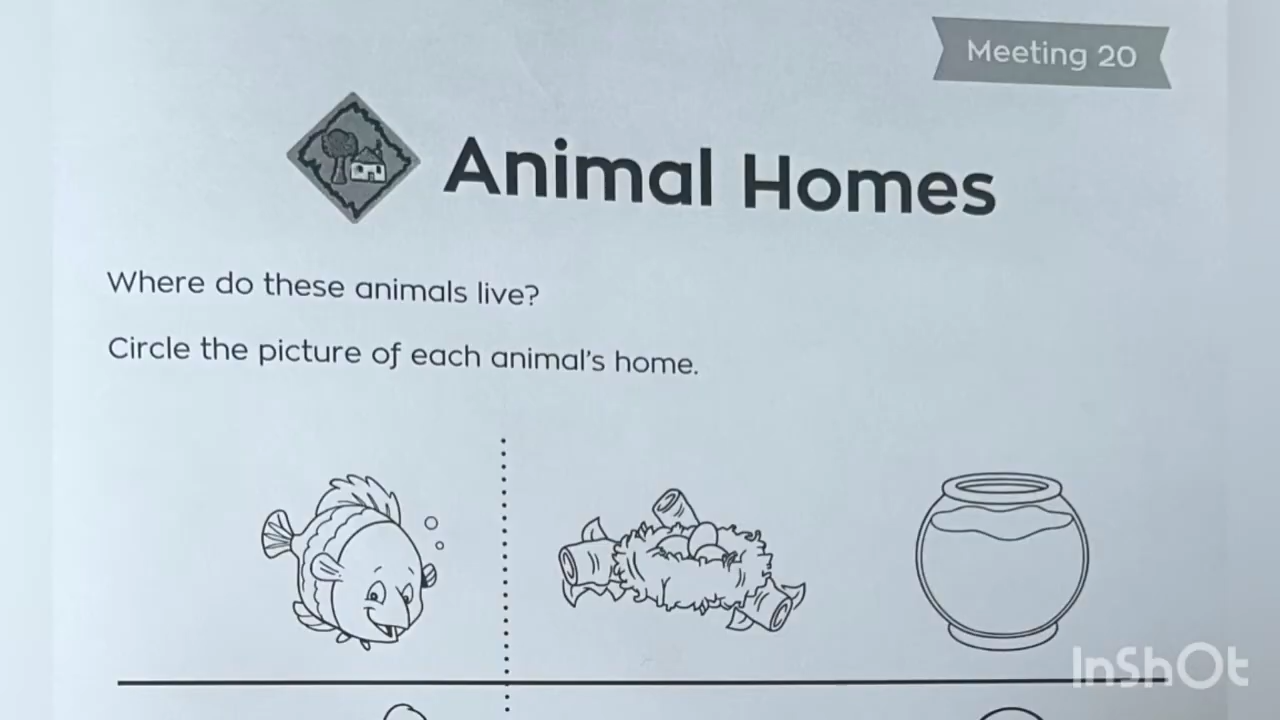 Meeting 20
Animal Homes
Where do these animals live?
Circle the picture of each animal's home.
InShOt